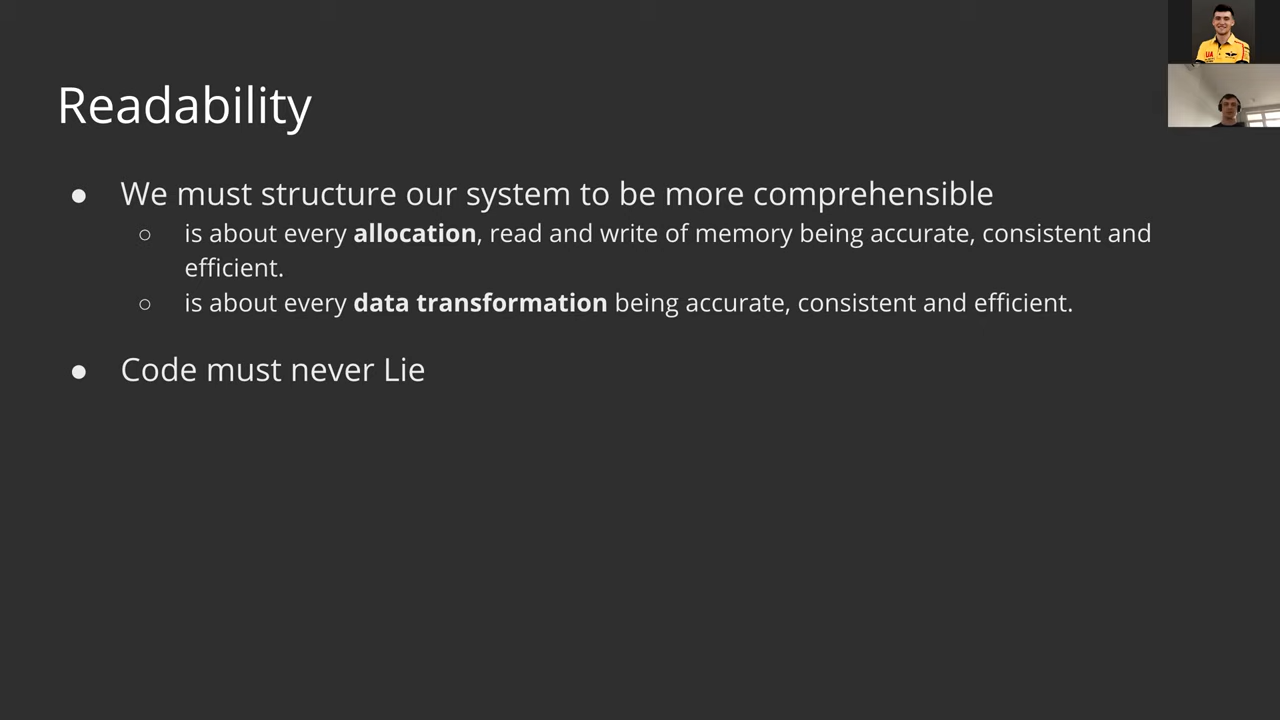 Readability
● We must structure our system to be more comprehensible
○ is about every allocation, read and write of memory being accurate, consistent and
efficient.
○ is about every data transformation being accurate, consistent and efficient.
● Code must never Lie
UA